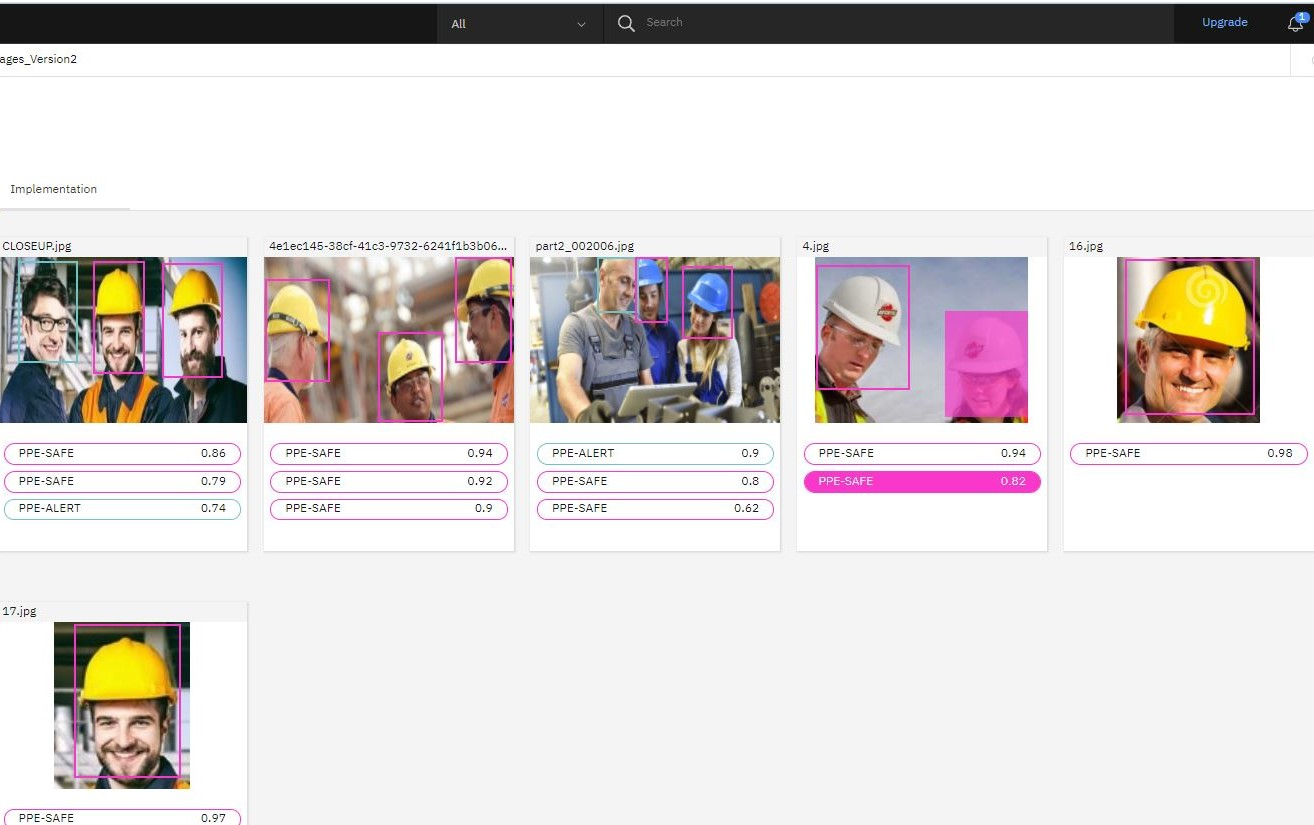 All
Search
Upgrade
1
ages_Version2
Implementation
CLOSEUP.jpg
PPE-SAFE 0.86
PPE-SAFE 0.79
PPE-ALERT 0.74
4e1ec145-38cf-41c3-9732-6241f1b3b06...
PPE-SAFE 0.94
PPE-SAFE 0.92
PPE-SAFE 0.9
part2_002006.jpg
PPE-ALERT 0.9
PPE-SAFE 0.8
PPE-SAFE 0.62
4.jpg
PPE-SAFE 0.94
PPE-SAFE 0.82
16.jpg
PPE-SAFE 0.98
17.jpg
PPE-SAFE 0.97